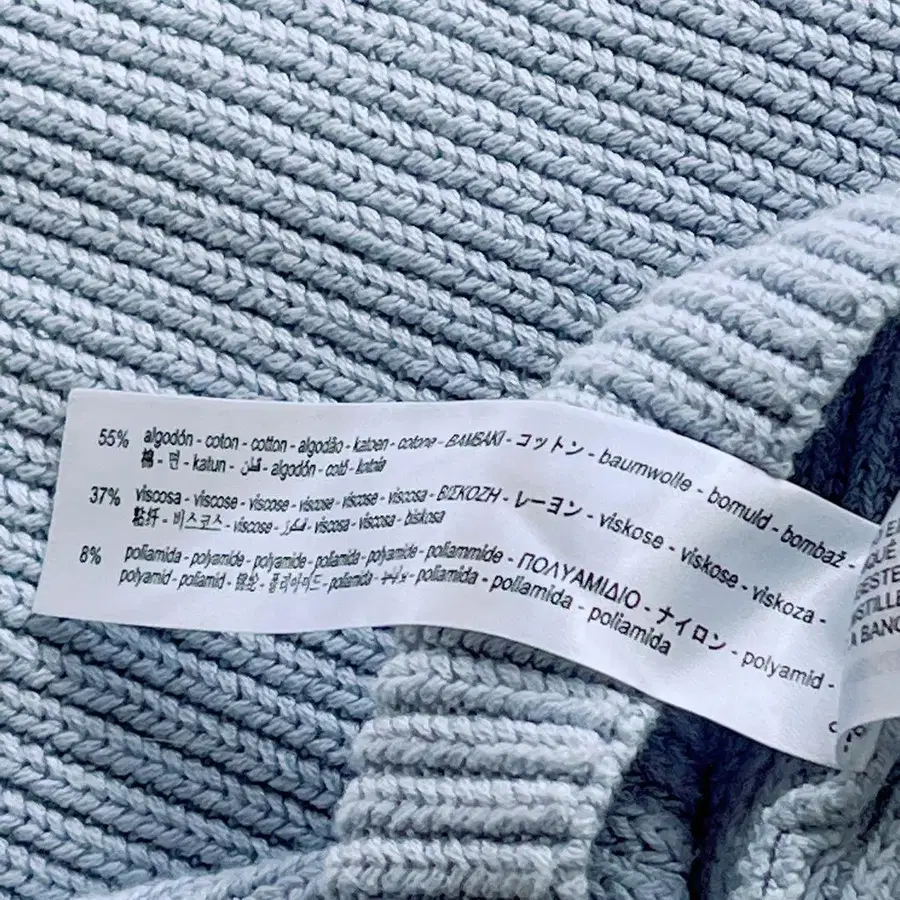 55% algodón - coton - cotton - algodão - katoen - cotone - ΒΑΜΒΑΚΙ - コットン - baumwolle - bomuld - bombaž -
棉 - 면 - katun - قطن - algodón - cotó - kotoia
37% viscosa - viscose - viscose - viscose - viscose - viscosa - ΒΙΣΚΟΖΗ - レーヨン - viskose - viskose - viskoza -
粘纤 - 비스코스 - viscose - viscosa - viscosa - biskosa
8% poliamida - polyamide - polyamide - poliamida - polyamide - poliammide - ΠΟΛΥΑΜΙΔΙΟ - ナイロン - polyamid -
polyamid - poliamid - 锦纶 - 폴리아미드 - poliamida - poliamida - poliamida - poliamida